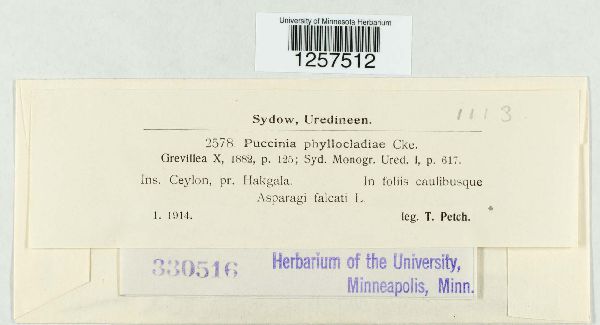 University of Minnesota Herbarium
1257512
1113
Sydow, Uredineen.
2578. Puccinia phyllocladiae Cke.
Grevillea X, 1882, p. 125; Syd. Monogr. Ured. I, p. 617.
Ins. Ceylon, pr. Hakgala. In foliis caulibusque
Asparagi falcati L.
1. 1914. leg. T. Petch.
330516 Herbarium of the University,
Minneapolis, Minn.